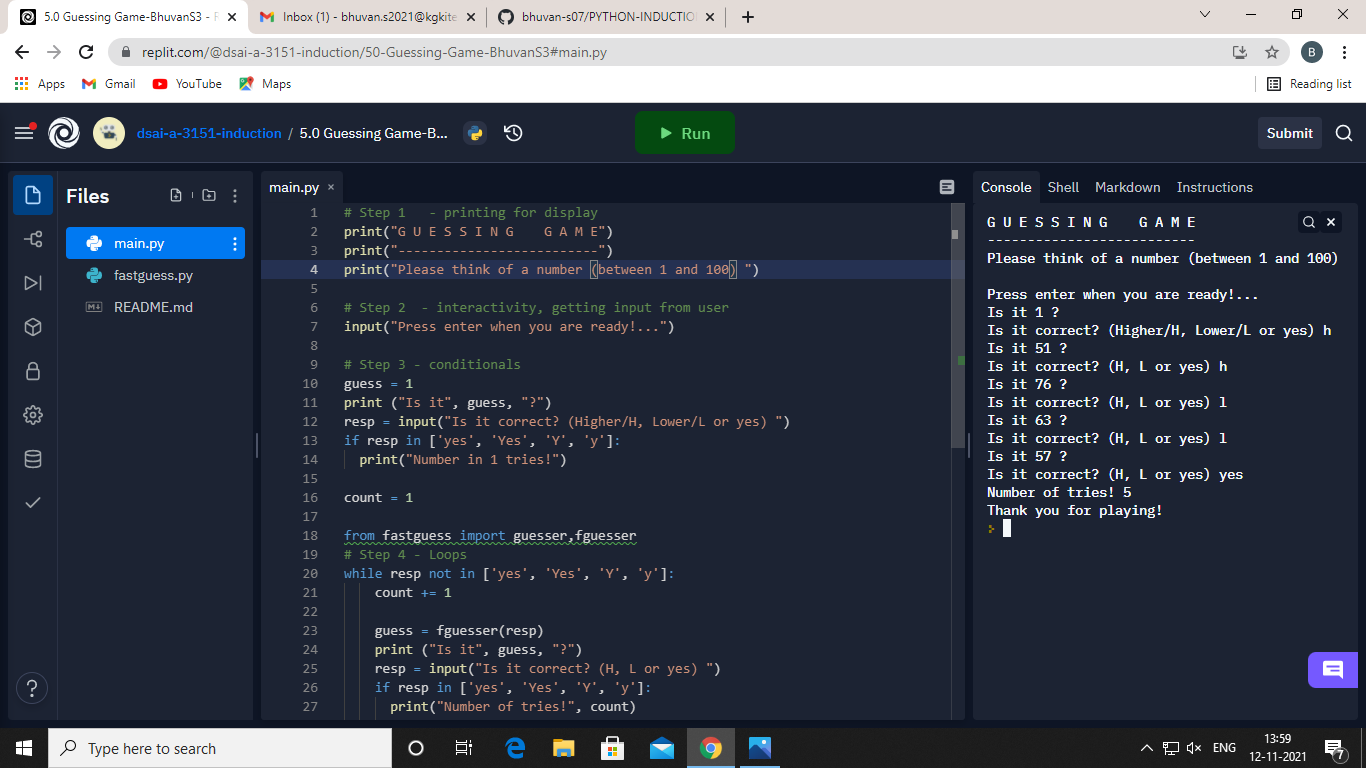 5.0 Guessing Game-BhuvanS3 - R
Inbox (1) - bhuvan.s2021@kgkite
bhuvan-s07/PYTHON-INDUCTIO
replit.com/@dsai-a-3151-induction/50-Guessing-Game-BhuvanS3#main.py
B
Apps Gmail YouTube Maps Reading list
dsai-a-3151-induction / 5.0 Guessing Game-B... Run Submit
Files
main.py
fastguess.py
README.md
main.py ×
1 # Step 1   - printing for display
2 print("G U E S S I N G    G A M E")
3 print("--------------------------")
4 print("Please think of a number (between 1 and 100) ")
5
6 # Step 2  - interactivity, getting input from user
7 input("Press enter when you are ready!...")
8
9 # Step 3 - conditionals
10 guess = 1
11 print ("Is it", guess, "?")
12 resp = input("Is it correct? (Higher/H, Lower/L or yes) ")
13 if resp in ['yes', 'Yes', 'Y', 'y']:
14   print("Number in 1 tries!")
15
16 count = 1
17
18 from fastguess import guesser,fguesser
19 # Step 4 - Loops
20 while resp not in ['yes', 'Yes', 'Y', 'y']:
21     count += 1
22
23     guess = fguesser(resp)
24     print ("Is it", guess, "?")
25     resp = input("Is it correct? (H, L or yes) ")
26     if resp in ['yes', 'Yes', 'Y', 'y']:
27       print("Number of tries!", count)
Console Shell Markdown Instructions
G U E S S I N G    G A M E
--------------------------
Please think of a number (between 1 and 100)
Press enter when you are ready!...
Is it 1 ?
Is it correct? (Higher/H, Lower/L or yes) h
Is it 51 ?
Is it correct? (H, L or yes) h
Is it 76 ?
Is it correct? (H, L or yes) l
Is it 63 ?
Is it correct? (H, L or yes) l
Is it 57 ?
Is it correct? (H, L or yes) yes
Number of tries! 5
Thank you for playing!
?
Type here to search
ENG
13:59
12-11-2021
7